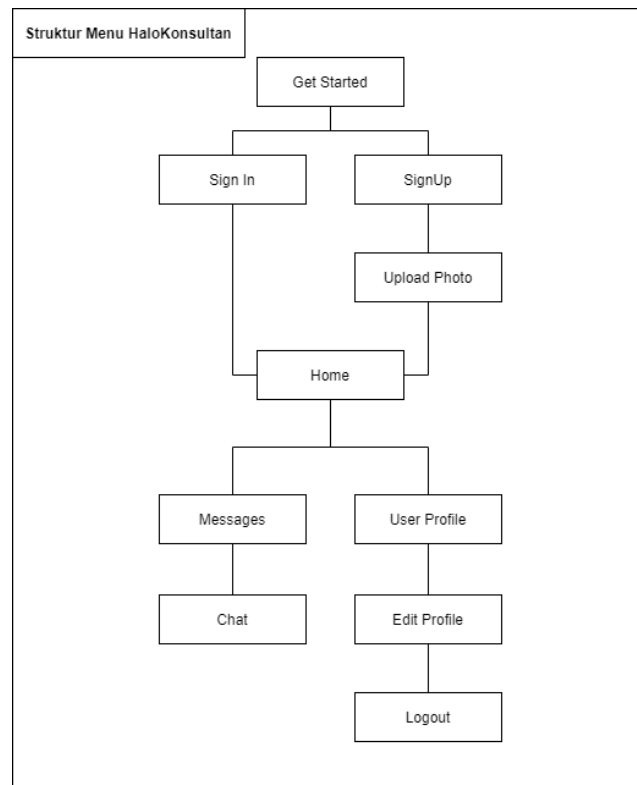 Struktur Menu HaloKonsultan
Get Started
Sign In
SignUp
Upload Photo
Home
Messages
User Profile
Chat
Edit Profile
Logout